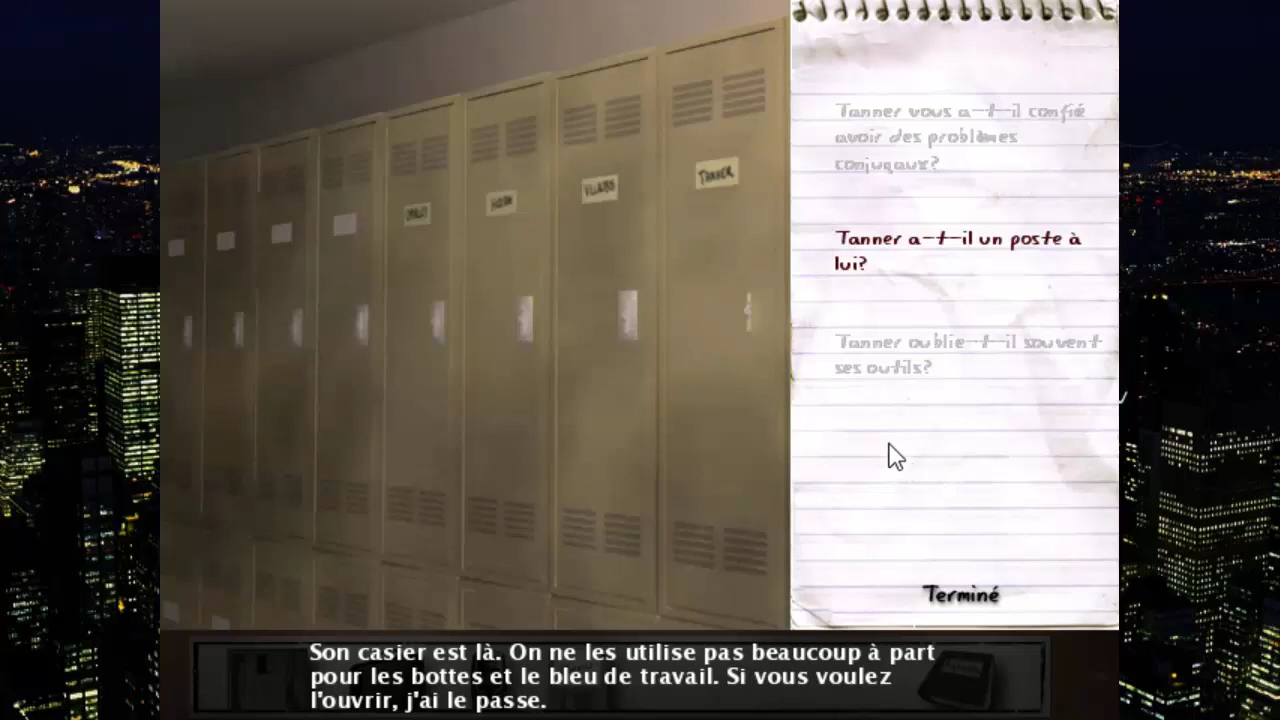 TANNER
Tanner vous a-t-il confié
avoir des problèmes
conjugaux?
Tanner a-t-il un poste à
lui?
Tanner oublie-t-il souvent
ses outils?
Terminé
Son casier est là. On ne les utilise pas beaucoup à part
pour les bottes et le bleu de travail. Si vous voulez
l'ouvrir, j'ai le passe.